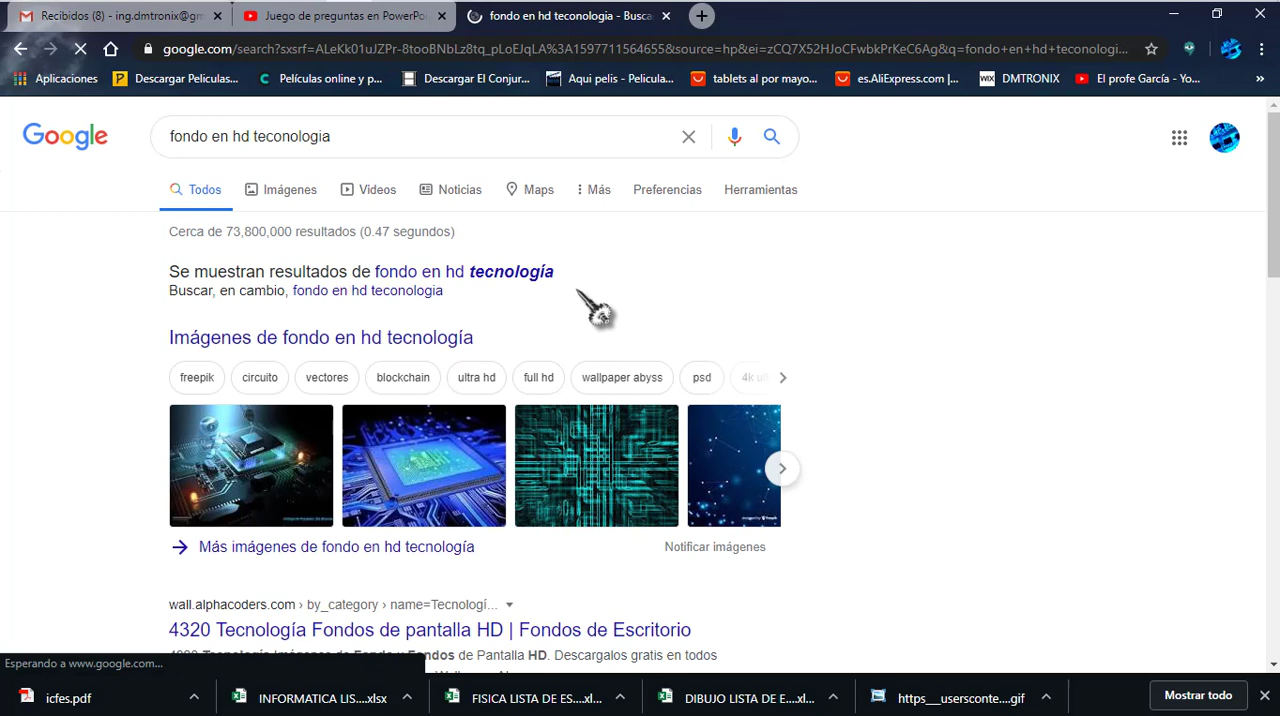 Recibidos (8) - ing.dmtronix@gm
Juego de preguntas en PowerPoi
fondo en hd teconologia - Busca
google.com/search?sxsrf=ALeKk01uJZPr-8tooBNbLz8tq_pLoEJqLA%3A1597711564655&source=hp&ei=zCQ7X52HJoCFwbkPrKeC6Ag&q=fondo+en+hd+teconologi...
Aplicaciones
Descargar Peliculas...
Películas online y p...
Descargar El Conjur...
Aqui pelis - Pelicula...
tablets al por mayo...
es.AliExpress.com |...
WIX DMTRONIX
El profe García - Yo...
»
Google
fondo en hd teconologia
Todos
Imágenes
Videos
Noticias
Maps
Más
Preferencias
Herramientas
Cerca de 73,800,000 resultados (0.47 segundos)
Se muestran resultados de fondo en hd tecnología
Buscar, en cambio, fondo en hd teconologia
Imágenes de fondo en hd tecnología
freepik
circuito
vectores
blockchain
ultra hd
full hd
wallpaper abyss
psd
Más imágenes de fondo en hd tecnología
Notificar imágenes
wall.alphacoders.com › by_category › name=Tecnologí...
4320 Tecnología Fondos de pantalla HD | Fondos de Escritorio
de Pantalla HD. Descargalos gratis en todos
Esperando a www.google.com...
icfes.pdf
INFORMATICA LIS....xlsx
FISICA LISTA DE ES....xl...
DIBUJO LISTA DE E....xl...
https___usersconte....gif
Mostrar todo